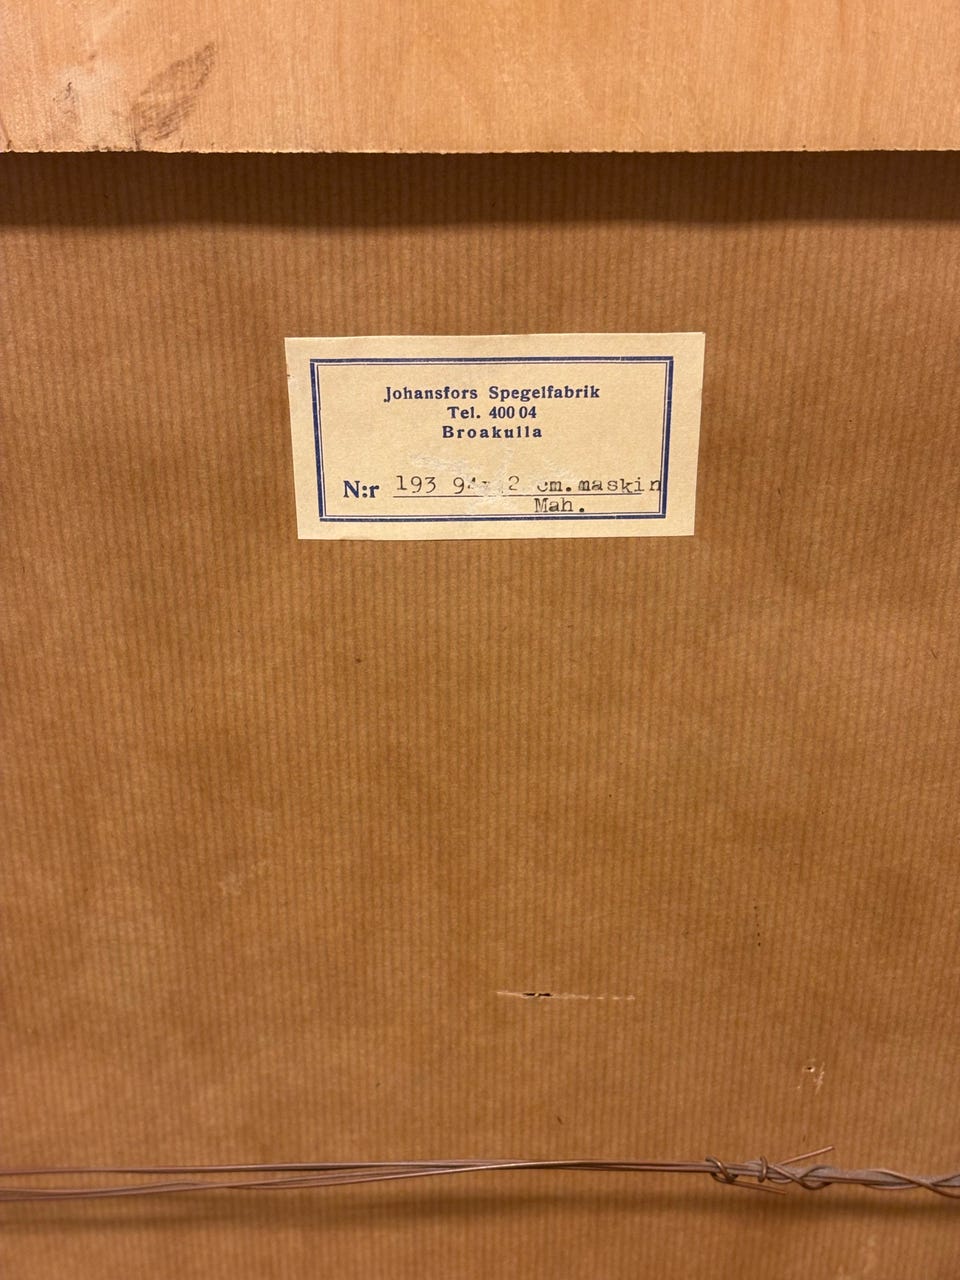 Johansfors Spegelfabrik
Tel. 400 04
Broakulla
N:r 193 cm. maskin
Mah.